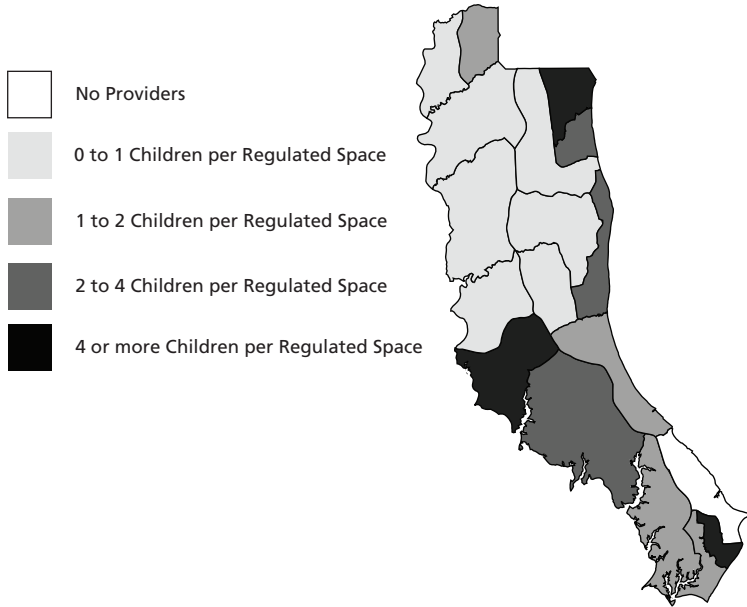 No Providers
0 to 1 Children per Regulated Space
1 to 2 Children per Regulated Space
2 to 4 Children per Regulated Space
4 or more Children per Regulated Space